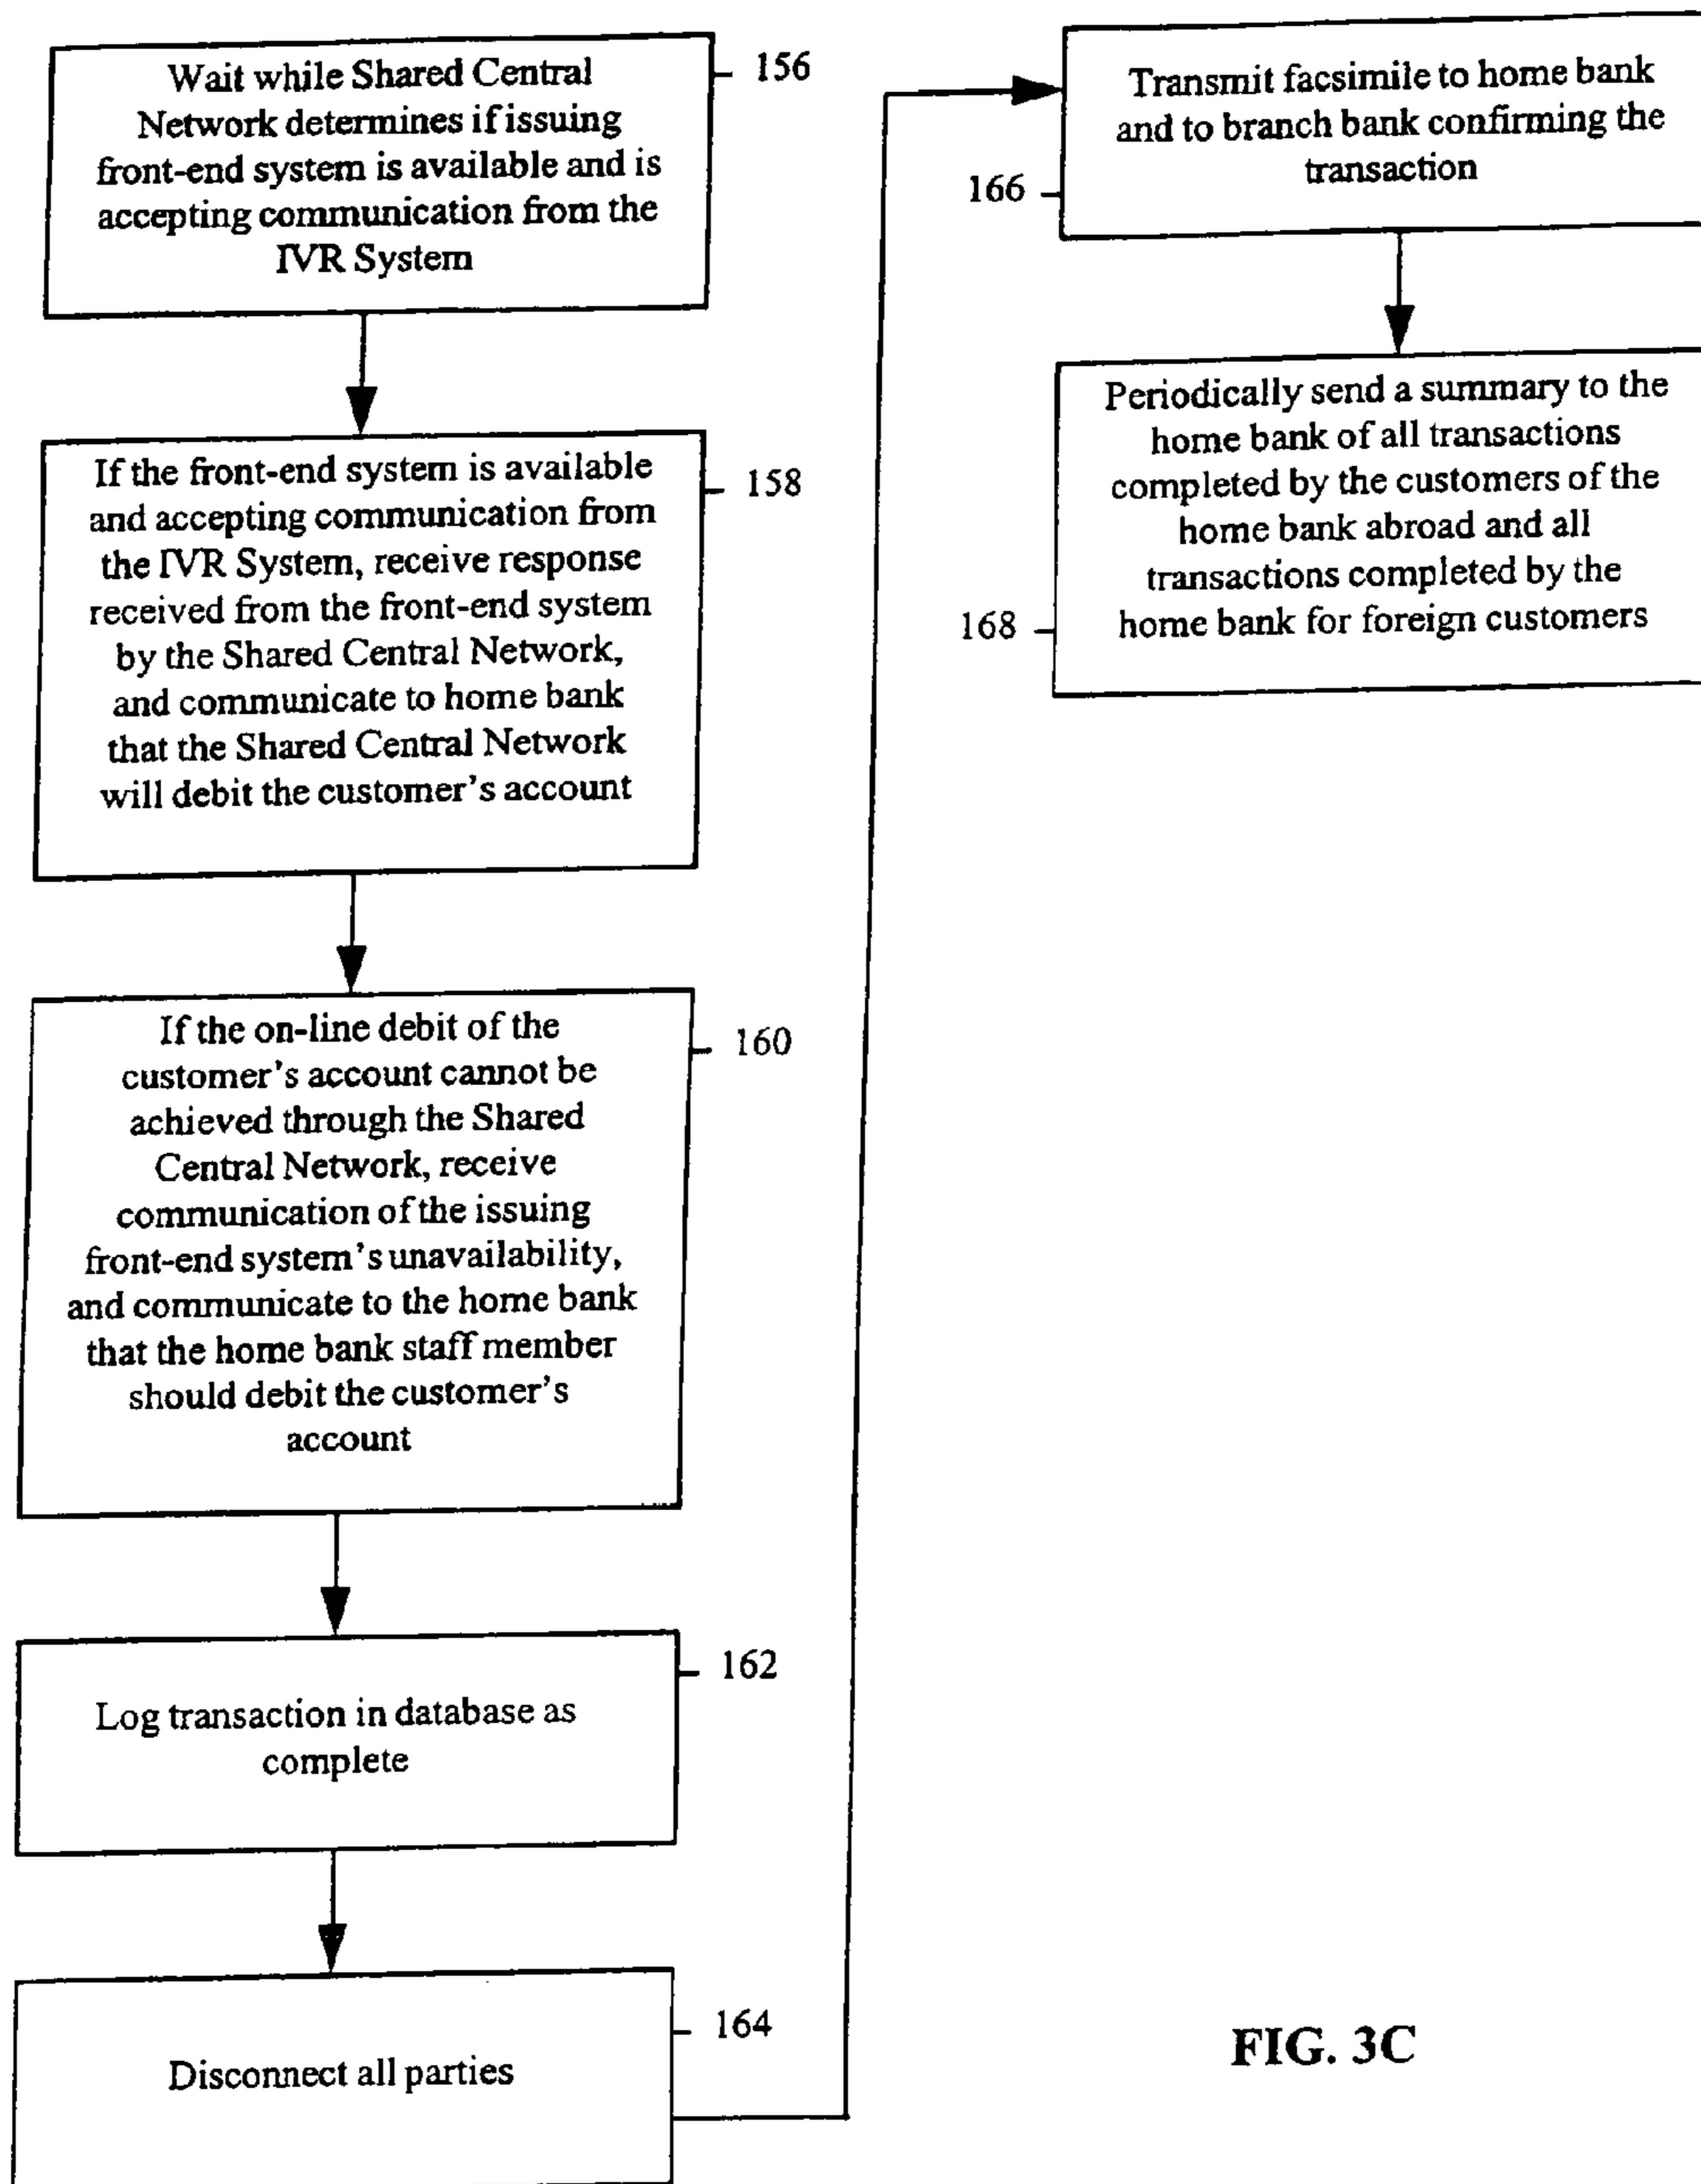 Wait while Shared Central
Network determines if issuing
front-end system is available and is
accepting communication from the
IVR System
156
If the front-end system is available
and accepting communication from
the IVR System, receive response
received from the front-end system
by the Shared Central Network,
and communicate to home bank
that the Shared Central Network
will debit the customer's account
158
If the on-line debit of the
customer's account cannot be
achieved through the Shared
Central Network, receive
communication of the issuing
front-end system's unavailability,
and communicate to the home bank
that the home bank staff member
should debit the customer's
account
160
Log transaction in database as
complete
162
Disconnect all parties
164
Transmit facsimile to home bank
and to branch bank confirming the
transaction
166
Periodically send a summary to the
home bank of all transactions
completed by the customers of the
home bank abroad and all
transactions completed by the
home bank for foreign customers
168
FIG. 3C